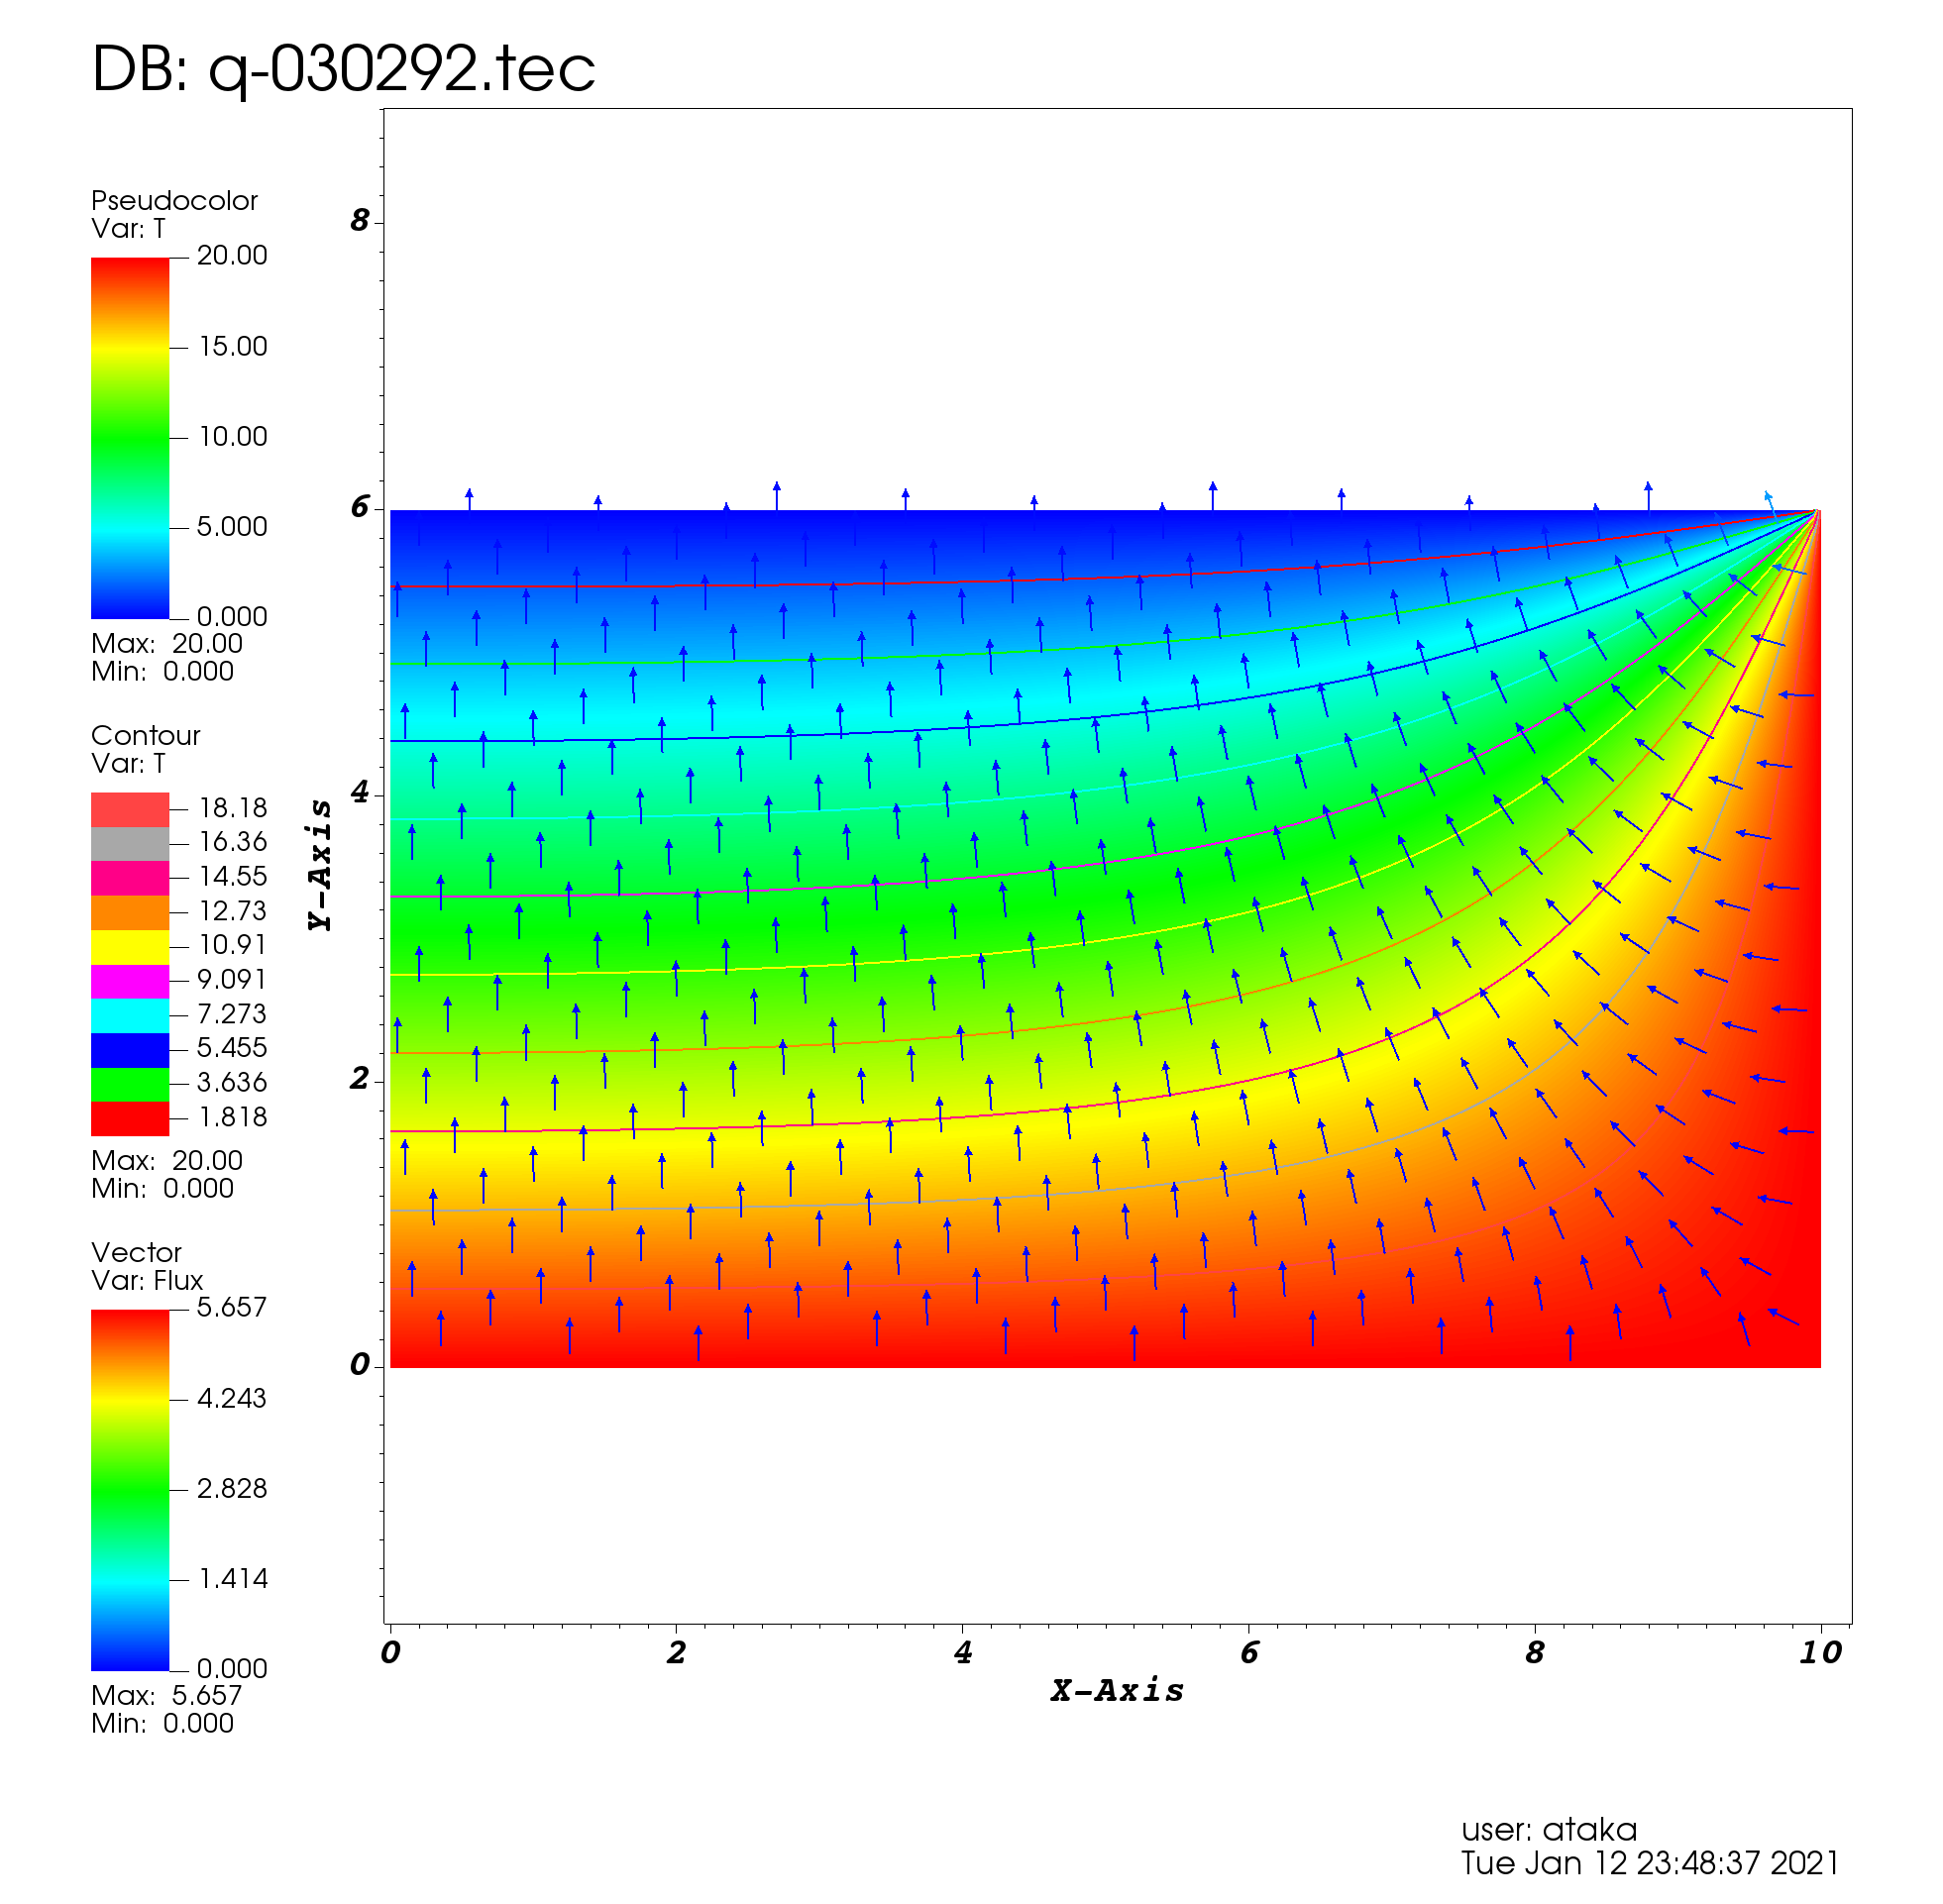 DB: q-030292.tec
Pseudocolor
Var: T
20.00
15.00
10.00
5.000
0.000
Max: 20.00
Min: 0.000
Contour
Var: T
18.18
16.36
14.55
12.73
10.91
9.091
7.273
5.455
3.636
1.818
Max: 20.00
Min: 0.000
Vector
Var: Flux
5.657
4.243
2.828
1.414
0.000
Max: 5.657
Min: 0.000
8
6
4
2
0
Y-Axis
0 2 4 6 8 10
X-Axis
user: ataka
Tue Jan 12 23:48:37 2021